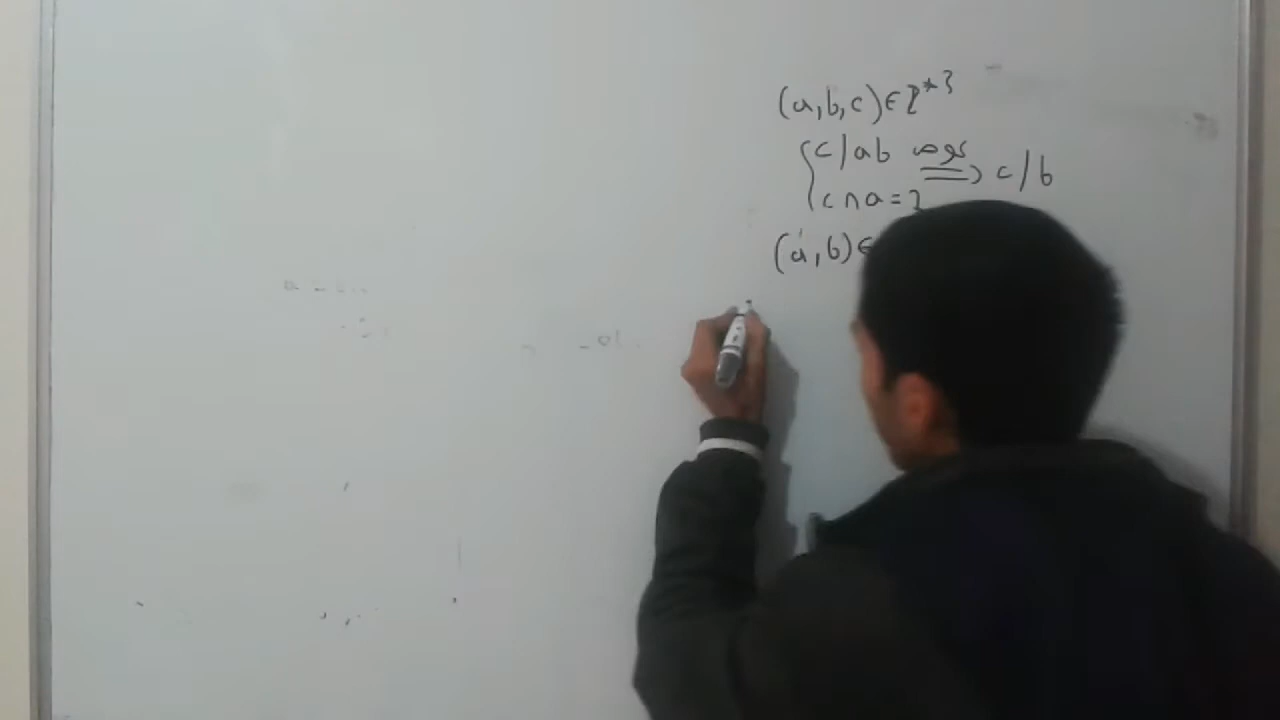 (a,b,c)∈Z*³
{ c/ab
c∩a=1
⟹ c/b
(a,b)∈